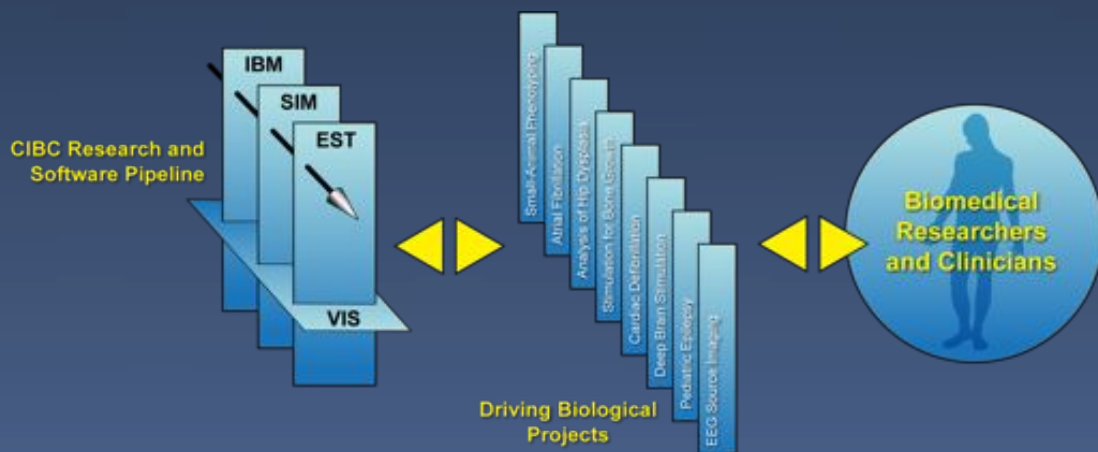 IBM
SIM
EST
VIS
CIBC Research and
Software Pipeline
Small-Animal Phenotyping
Atrial Fibrillation
Analysis of Hip Dysplasia
Stimulation for Bone Growth
Cardiac Defibrillation
Deep Brain Stimulation
Pediatric Epilepsy
EEG Source Imaging
Driving Biological
Projects
Biomedical
Researchers
and Clinicians